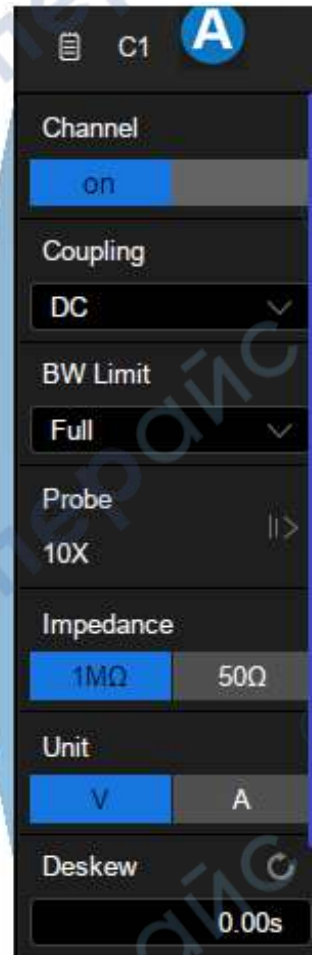 C1 A
Channel
on
Coupling
DC
BW Limit
Full
Probe
10X
Impedance
1MΩ 50Ω
Unit
V A
Deskew
0.00s